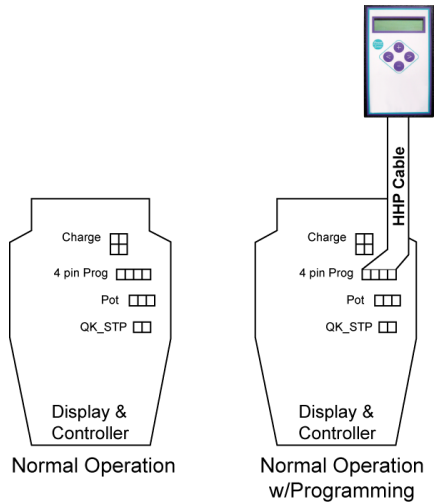 HHP Cable
Charge
4 pin Prog
Pot
QK_STP
Display &
Controller
Normal Operation
Charge
4 pin Prog
Pot
QK_STP
Display &
Controller
Normal Operation
w/Programming